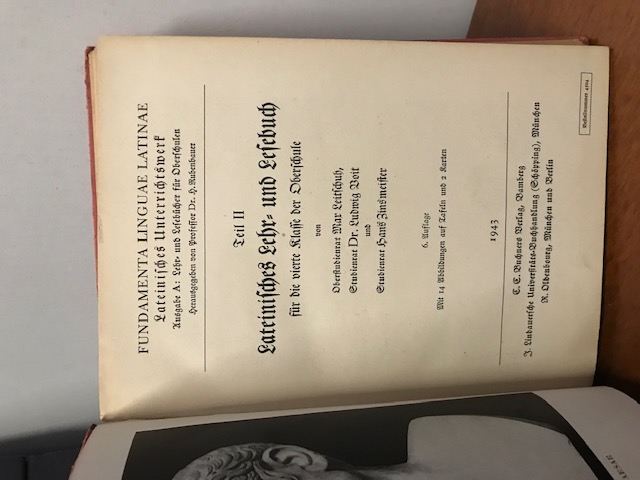 FUNDAMENTA LINGUAE LATINAE
Lateinisches Unterrichtswerk
Ausgabe A: Lehr- und Lesebücher für Oberschulen
Herausgegeben von Professor Dr. H. Rubenbauer
Teil II
Lateinisches Lehr- und Lesebuch
für die vierte Klasse der Oberschule
von
Oberstudienrat Max Leitschuh,
Studienrat Dr. Ludwig Voit
und
Studienrat Hans Zinsmeister
6. Auflage
Mit 14 Abbildungen auf Tafeln und 2 Karten
1943
C. C. Buchners Verlag, Bamberg
J. Lindauersche Universitäts-Buchhandlung (Schöpping), München
R. Oldenbourg, München und Berlin
Bestellnummer 4604